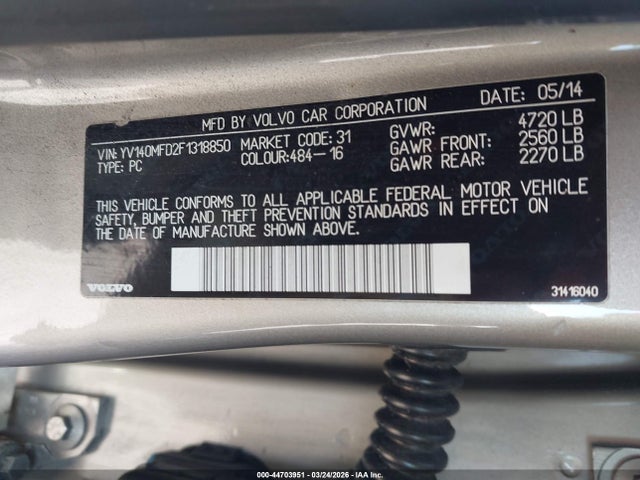 MFD BY VOLVO CAR CORPORATION DATE: 05/14
VIN: YV140MFD2F1318850 MARKET CODE: 31 GVWR: 4720 LB
TYPE: PC COLOUR:484-16 GAWR FRONT: 2560 LB
GAWR REAR: 2270 LB
THIS VEHICLE CONFORMS TO ALL APPLICABLE FEDERAL MOTOR VEHICLE
SAFETY, BUMPER AND THEFT PREVENTION STANDARDS IN EFFECT ON
THE DATE OF MANUFACTURE SHOWN ABOVE.
VOLVO 31416040
000-44703951 | 03/24/2026 - IAA Inc.